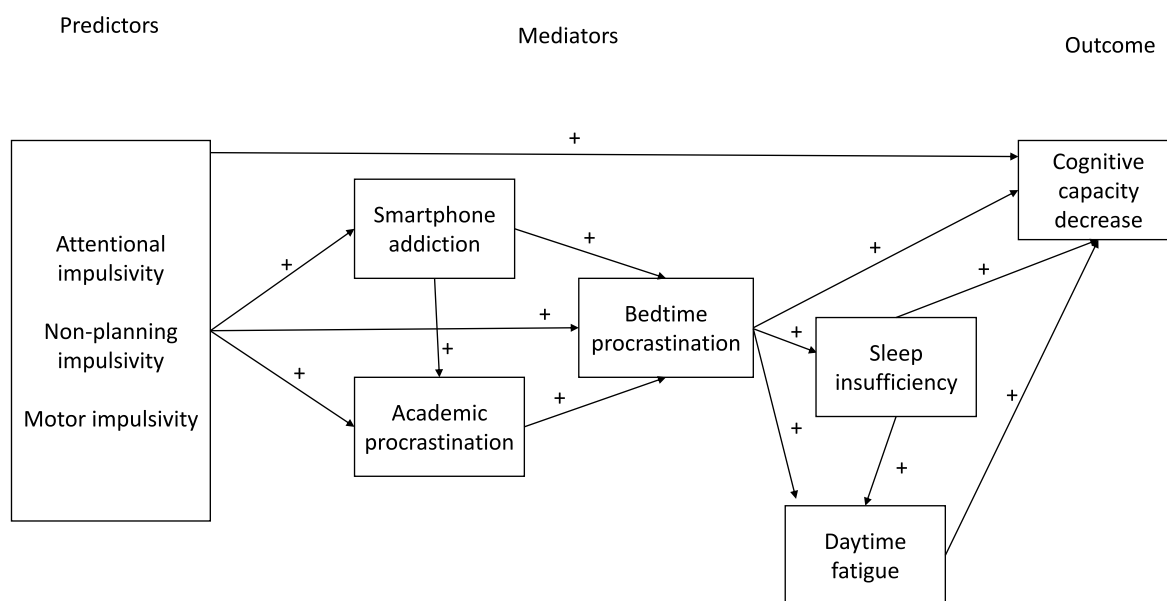 Predictors
Mediators
Outcome
+
Cognitive
capacity
decrease
Attentional
impulsivity
Non-planning
impulsivity
Motor impulsivity
+
Smartphone
addiction
+
+
+
+
Academic
procrastination
+
Bedtime
procrastination
+
+
+
+
Sleep
insufficiency
+
+
Daytime
fatigue